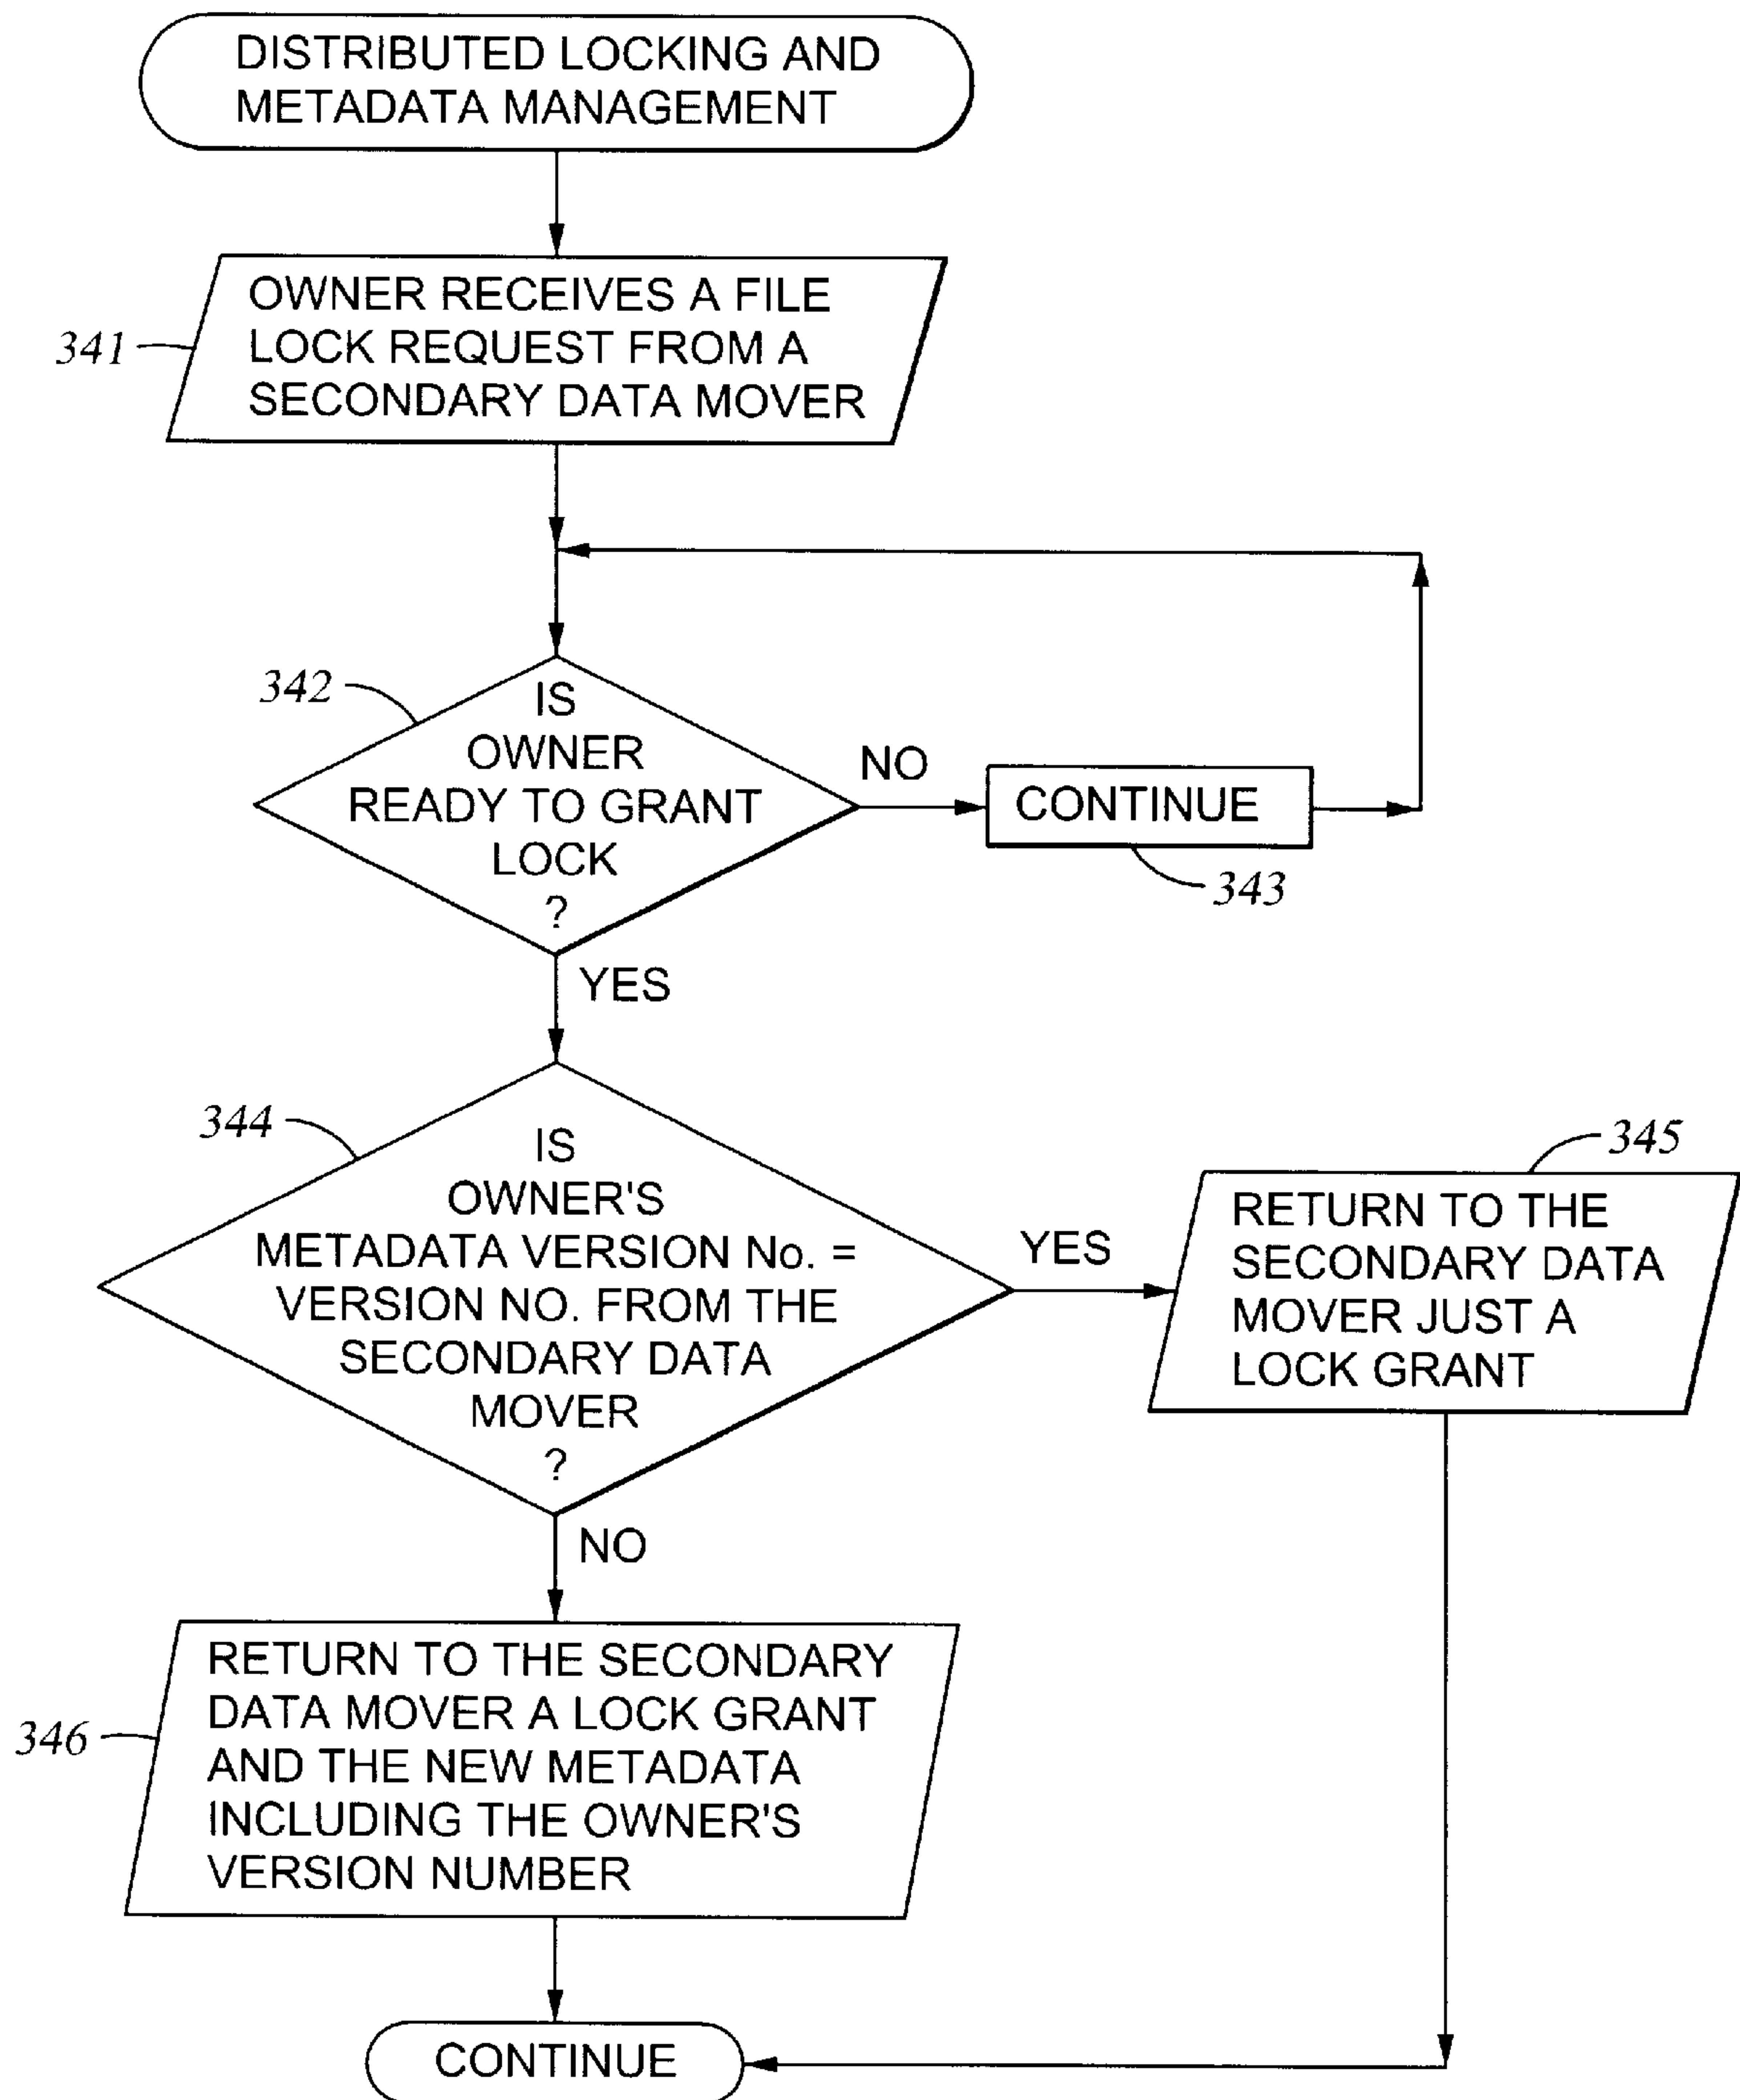 DISTRIBUTED LOCKING AND
METADATA MANAGEMENT
341
OWNER RECEIVES A FILE
LOCK REQUEST FROM A
SECONDARY DATA MOVER
342
IS
OWNER
READY TO GRANT
LOCK
?
NO
CONTINUE
343
YES
344
IS
OWNER'S
METADATA VERSION No. =
VERSION NO. FROM THE
SECONDARY DATA
MOVER
?
YES
345
RETURN TO THE
SECONDARY DATA
MOVER JUST A
LOCK GRANT
NO
346
RETURN TO THE SECONDARY
DATA MOVER A LOCK GRANT
AND THE NEW METADATA
INCLUDING THE OWNER'S
VERSION NUMBER
CONTINUE